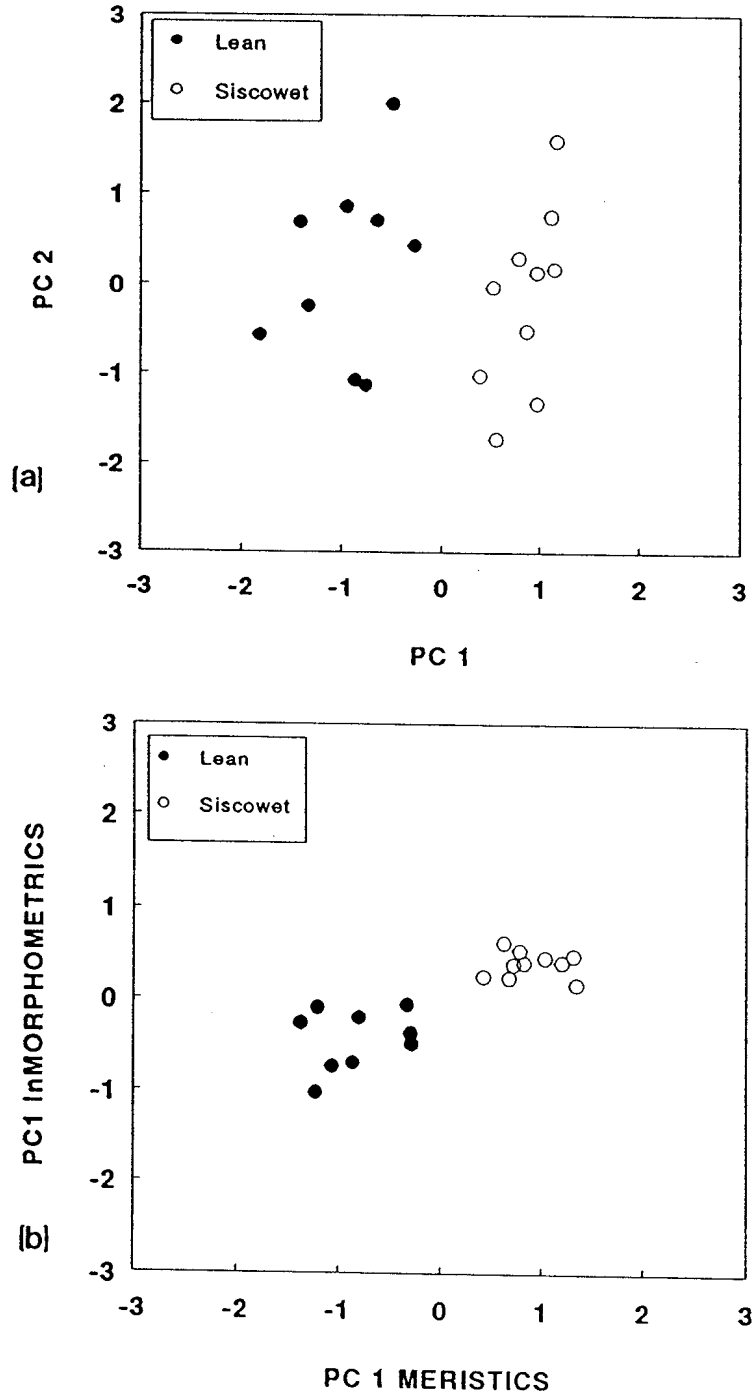 3
2
1
0
-1
-2
-3
PC 2
Lean
Siscowet
[a]
-3 -2 -1 0 1 2 3
PC 1
3
2
1
0
-1
-2
-3
PC1 lnMORPHOMETRICS
Lean
Siscowet
[b]
-3 -2 -1 0 1 2 3
PC 1 MERISTICS